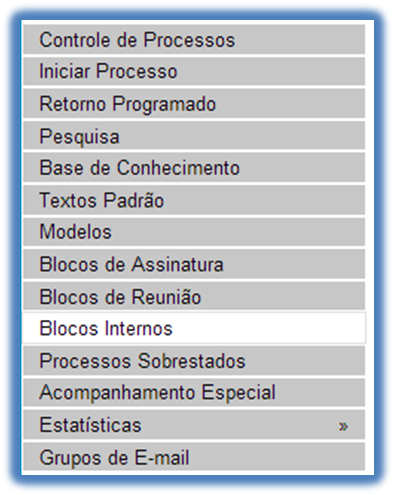 Controle de Processos
Iniciar Processo
Retorno Programado
Pesquisa
Base de Conhecimento
Textos Padrão
Modelos
Blocos de Assinatura
Blocos de Reunião
Blocos Internos
Processos Sobrestados
Acompanhamento Especial
Estatísticas »
Grupos de E-mail